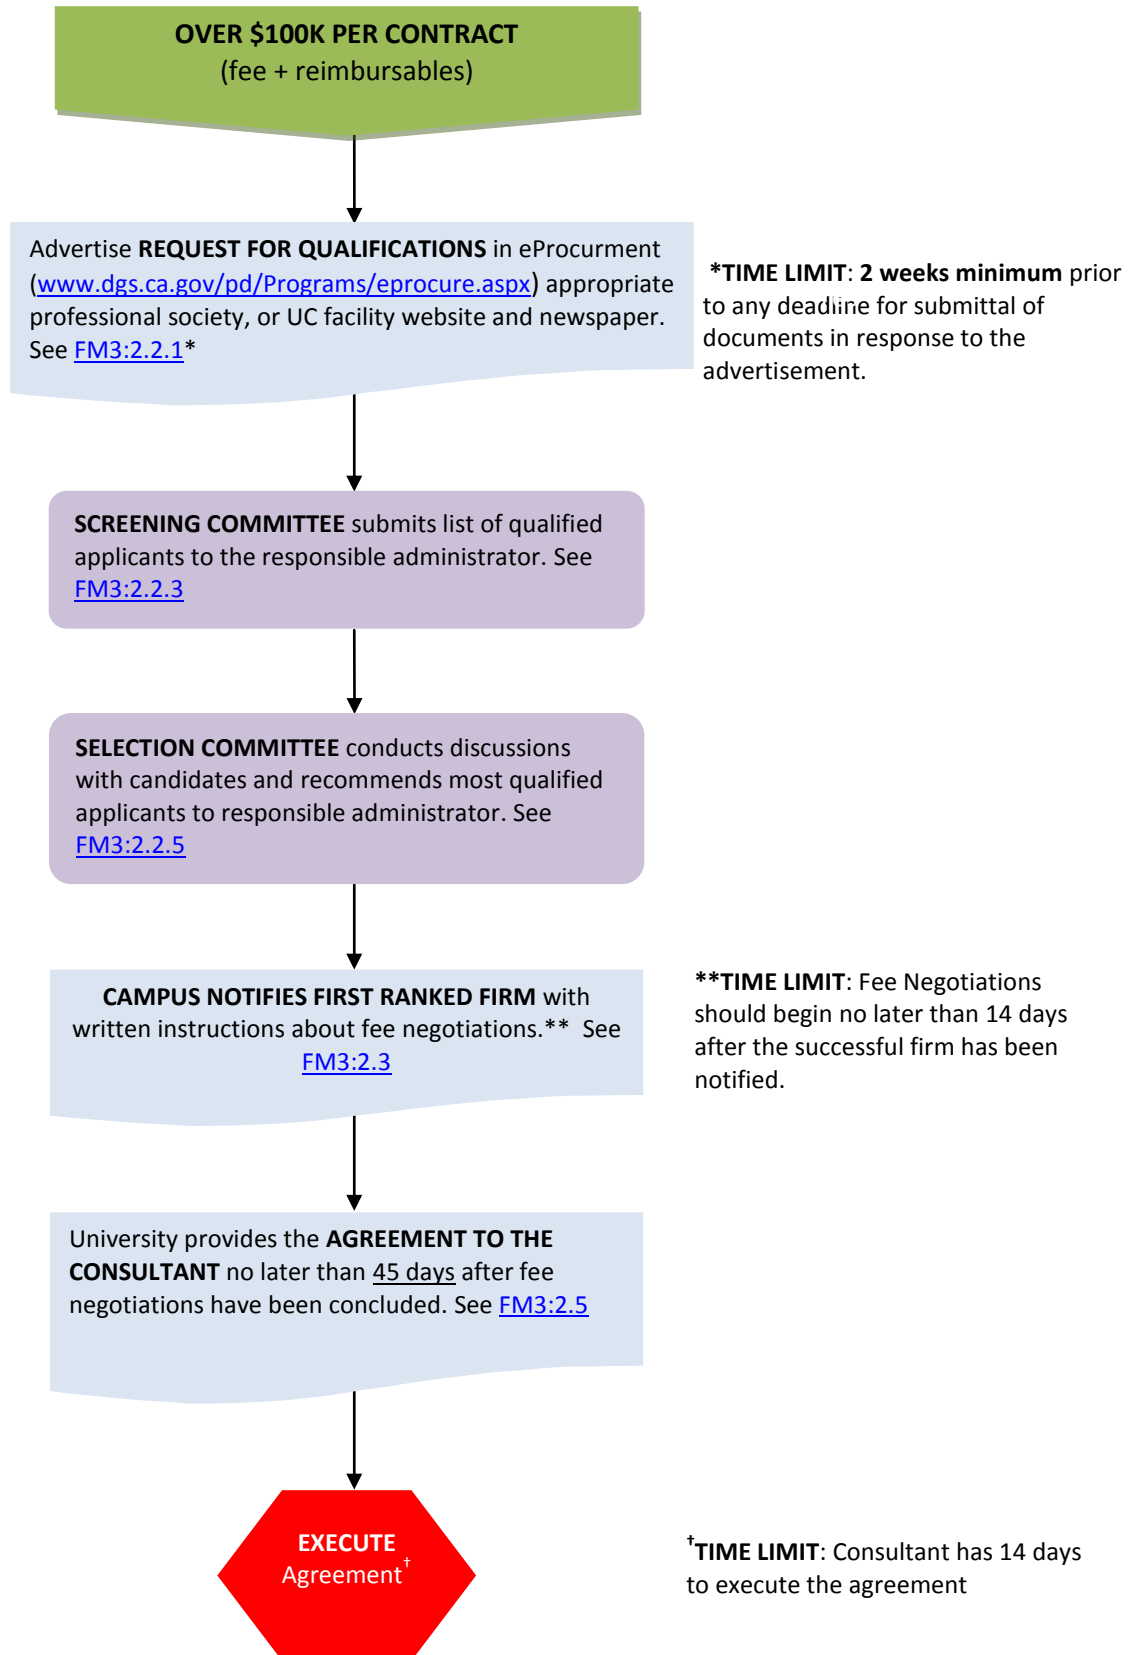 OVER $100K PER CONTRACT
(fee + reimbursables)
Advertise REQUEST FOR QUALIFICATIONS in eProcurment
(www.dgs.ca.gov/pd/Programs/eprocure.aspx) appropriate
professional society, or UC facility website and newspaper.
See FM3:2.2.1*
*TIME LIMIT: 2 weeks minimum prior
to any deadline for submittal of
documents in response to the
advertisement.
SCREENING COMMITTEE submits list of qualified
applicants to the responsible administrator. See
FM3:2.2.3
SELECTION COMMITTEE conducts discussions
with candidates and recommends most qualified
applicants to responsible administrator. See
FM3:2.2.5
CAMPUS NOTIFIES FIRST RANKED FIRM with
written instructions about fee negotiations.** See
FM3:2.3
**TIME LIMIT: Fee Negotiations
should begin no later than 14 days
after the successful firm has been
notified.
University provides the AGREEMENT TO THE
CONSULTANT no later than 45 days after fee
negotiations have been concluded. See FM3:2.5
EXECUTE
Agreement†
†TIME LIMIT: Consultant has 14 days
to execute the agreement